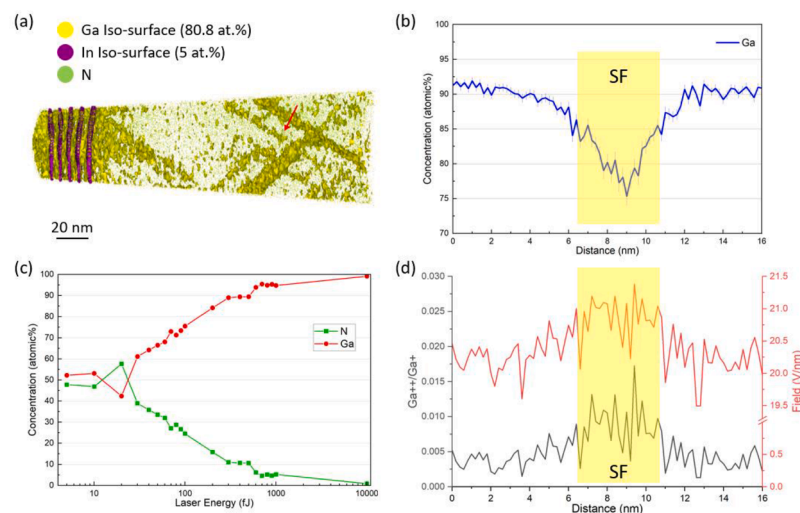 (a)
Ga Iso-surface (80.8 at.%)
In Iso-surface (5 at.%)
N
20 nm
(b)
Ga
SF
Concentration (atomic%)
95
90
85
80
75
70
0 2 4 6 8 10 12 14 16
Distance (nm)
(c)
N
Ga
Concentration (atomic%)
100
90
80
70
60
50
40
30
20
10
0
10 100 1000 10000
Laser Energy (fJ)
(d)
Ga++/Ga+
0.030
0.025
0.020
0.015
0.010
0.005
0.000
SF
21.5
21.0
20.5
20.0
19.5
0.5
0.0
Field (V/nm)
0 2 4 6 8 10 12 14 16
Distance (nm)